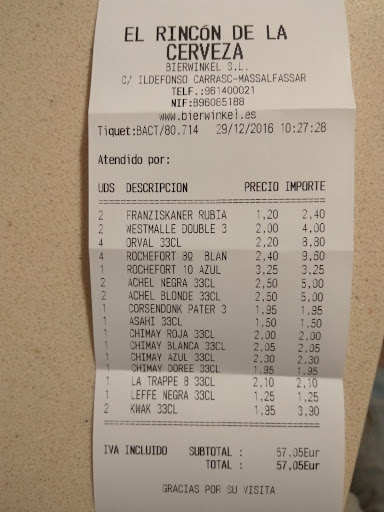 EL RINCÓN DE LA
CERVEZA
BIERWINKEL S.L.
C/ ILDEFONSO CARRASC-MASSALFASSAR
TELF.:961400021
NIF:B96085188
www.bierwinkel.es
Tiquet:BACT/80.714 29/12/2016 10:27:28
Atendido por:
UDS DESCRIPCION PRECIO IMPORTE
2 FRANZISKANER RUBIA 1,20 2,40
2 WESTMALLE DOUBLE 3 2,00 4,00
4 ORVAL 33CL 2,20 8,80
4 ROCHEFORT 8º BLAN 2,40 9,60
1 ROCHEFORT 10 AZUL 3,25 3,25
2 ACHEL NEGRA 33CL 2,50 5,00
2 ACHEL BLONDE 33CL 2,50 5,00
1 CORSENDONK PATER 3 1,95 1,95
1 ASAHI 33CL 1,50 1,50
1 CHIMAY ROJA 33CL 2,00 2,00
1 CHIMAY BLANCA 33CL 2,05 2,05
1 CHIMAY AZUL 33CL 2,30 2,30
1 CHIMAY DOREE 33CL 1,95 1,95
1 LA TRAPPE 8 33CL 2,10 2,10
1 LEFFE NEGRA 33CL 1,25 1,25
2 KWAK 33CL 1,95 3,90
IVA INCLUIDO SUBTOTAL : 57,05Eur
TOTAL : 57,05Eur
GRACIAS POR SU VISITA